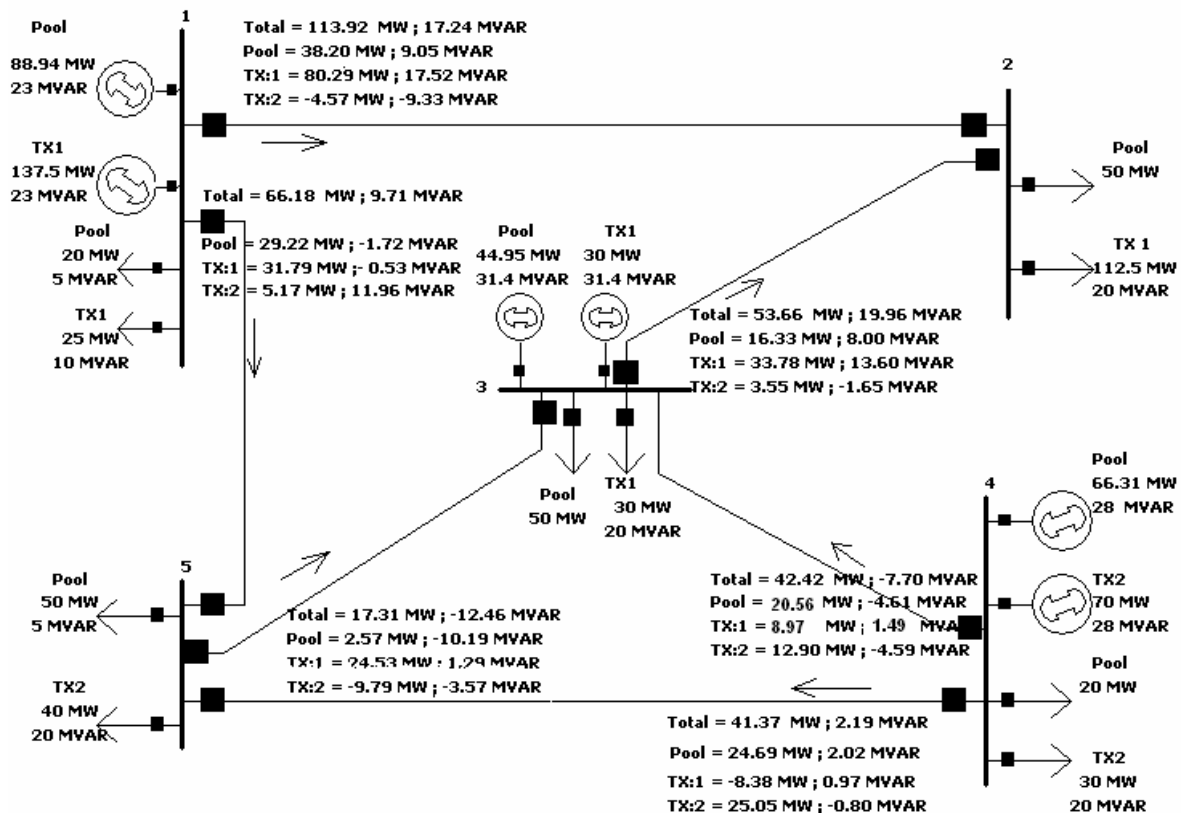 1
Pool
88.94 MW
23 MVAR
TX1
137.5 MW
23 MVAR
Pool
20 MW
5 MVAR
TX1
25 MW
10 MVAR
Total = 113.92 MW ; 17.24 MVAR
Pool = 38.20 MW ; 9.05 MVAR
TX:1 = 80.29 MW ; 17.52 MVAR
TX:2 = -4.57 MW ; -9.33 MVAR
Total = 66.18 MW ; 9.71 MVAR
Pool = 29.22 MW ; -1.72 MVAR
TX:1 = 31.79 MW ;- 0.53 MVAR
TX:2 = 5.17 MW ; 11.96 MVAR
2
Pool
50 MW
TX 1
112.5 MW
20 MVAR
Pool
44.95 MW
31.4 MVAR
TX1
30 MW
31.4 MVAR
3
Total = 53.66 MW ; 19.96 MVAR
Pool = 16.33 MW ; 8.00 MVAR
TX:1 = 33.78 MW ; 13.60 MVAR
TX:2 = 3.55 MW ; -1.65 MVAR
Pool
50 MW
TX1
30 MW
20 MVAR
4
Pool
66.31 MW
28 MVAR
TX2
70 MW
28 MVAR
Pool
20 MW
TX2
30 MW
20 MVAR
Total = 42.42 MW ; -7.70 MVAR
Pool = 20.56 MW ; -4.61 MVAR
TX:1 = 8.97 MW ; 1.49 MVAR
TX:2 = 12.90 MW ; -4.59 MVAR
5
Pool
50 MW
5 MVAR
TX2
40 MW
20 MVAR
Total = 17.31 MW ; -12.46 MVAR
Pool = 2.57 MW ; -10.19 MVAR
TX:1 = 24.53 MW ; 1.29 MVAR
TX:2 = -9.79 MW ; -3.57 MVAR
Total = 41.37 MW ; 2.19 MVAR
Pool = 24.69 MW ; 2.02 MVAR
TX:1 = -8.38 MW ; 0.97 MVAR
TX:2 = 25.05 MW ; -0.80 MVAR